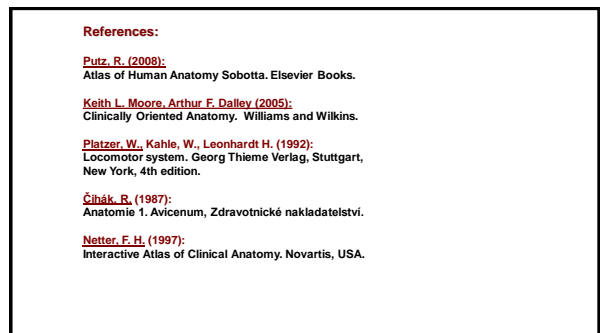 References:
Putz, R. (2008):
Atlas of Human Anatomy Sobotta. Elsevier Books.
Keith L. Moore, Arthur F. Dalley (2005):
Clinically Oriented Anatomy. Williams and Wilkins.
Platzer, W., Kahle, W., Leonhardt H. (1992):
Locomotor system. Georg Thieme Verlag, Stuttgart,
New York, 4th edition.
Čihák, R. (1987):
Anatomie 1. Avicenum, Zdravotnické nakladatelství.
Netter, F. H. (1997):
Interactive Atlas of Clinical Anatomy. Novartis, USA.